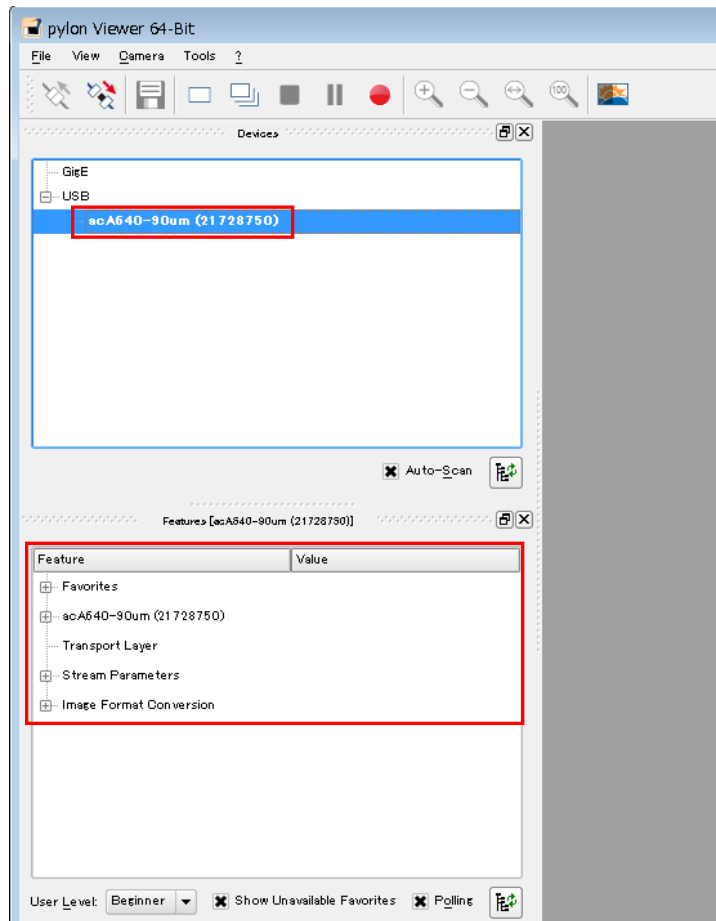 pylon Viewer 64-Bit
File View Camera Tools ?
100
Devices
GigE
USB
acA640-90um (21728750)
Auto-Scan
Features [acA640-90um (21728750)]
Feature Value
Favorites
acA640-90um (21728750)
Transport Layer
Stream Parameters
Image Format Conversion
User Level: Beginner Show Unavailable Favorites Polling